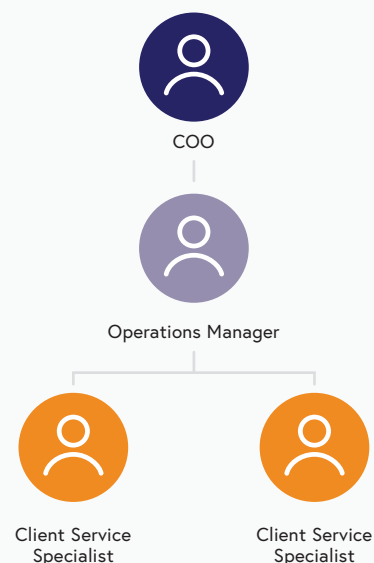 COO
Operations Manager
Client Service
Specialist
Client Service
Specialist